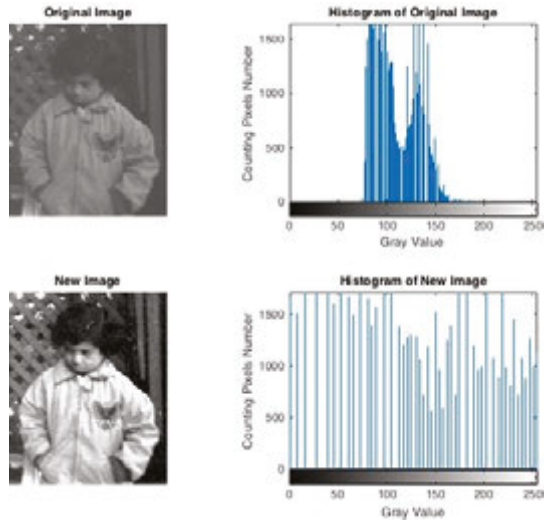 Original Image
Histogram of Original Image
1500
1000
500
0
Counting Pixels Number
0 50 100 150 200 250
Gray Value
New Image
Histogram of New Image
1500
1000
500
0
Counting Pixels Number
0 50 100 150 200 250
Gray Value